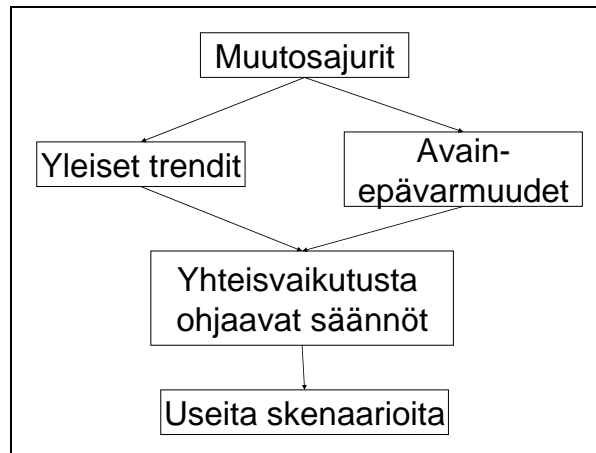 Muutosajurit
Yleiset trendit
Avain-
epävarmuudet
Yhteisvaikutusta
ohjaavat säännöt
Useita skenaarioita